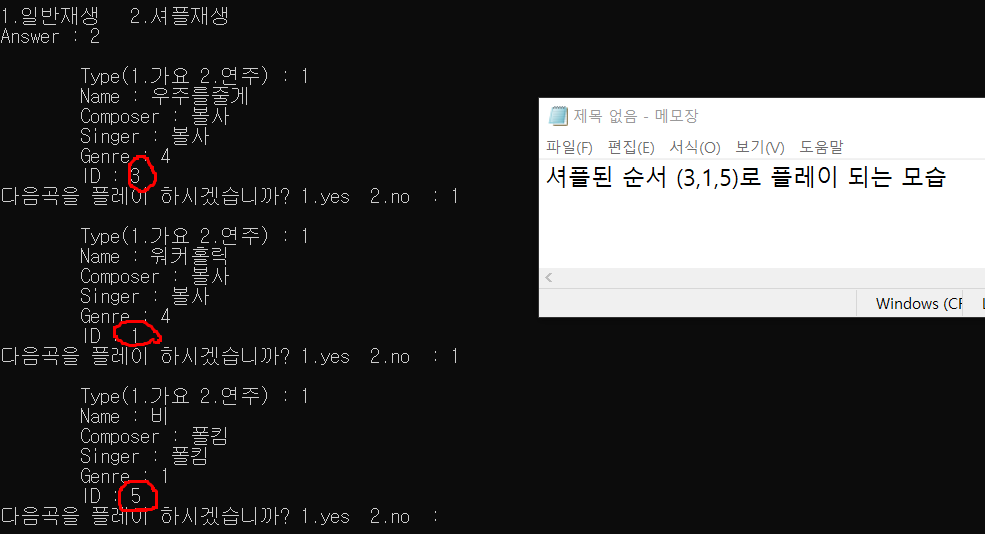 1.일반재생 2.셔플재생
Answer : 2
Type(1.가요 2.연주) : 1
Name : 우주를줄게
Composer : 볼사
Singer : 볼사
Genre : 4
ID : 3
다음곡을 플레이 하시겠습니까? 1.yes 2.no : 1
Type(1.가요 2.연주) : 1
Name : 워커홀릭
Composer : 볼사
Singer : 볼사
Genre : 4
ID : 1
다음곡을 플레이 하시겠습니까? 1.yes 2.no : 1
Type(1.가요 2.연주) : 1
Name : 비
Composer : 폴킴
Singer : 폴킴
Genre : 1
ID : 5
다음곡을 플레이 하시겠습니까? 1.yes 2.no :
제목 없음 - 메모장
파일(F) 편집(E) 서식(O) 보기(V) 도움말
셔플된 순서 (3,1,5)로 플레이 되는 모습
Windows (CF